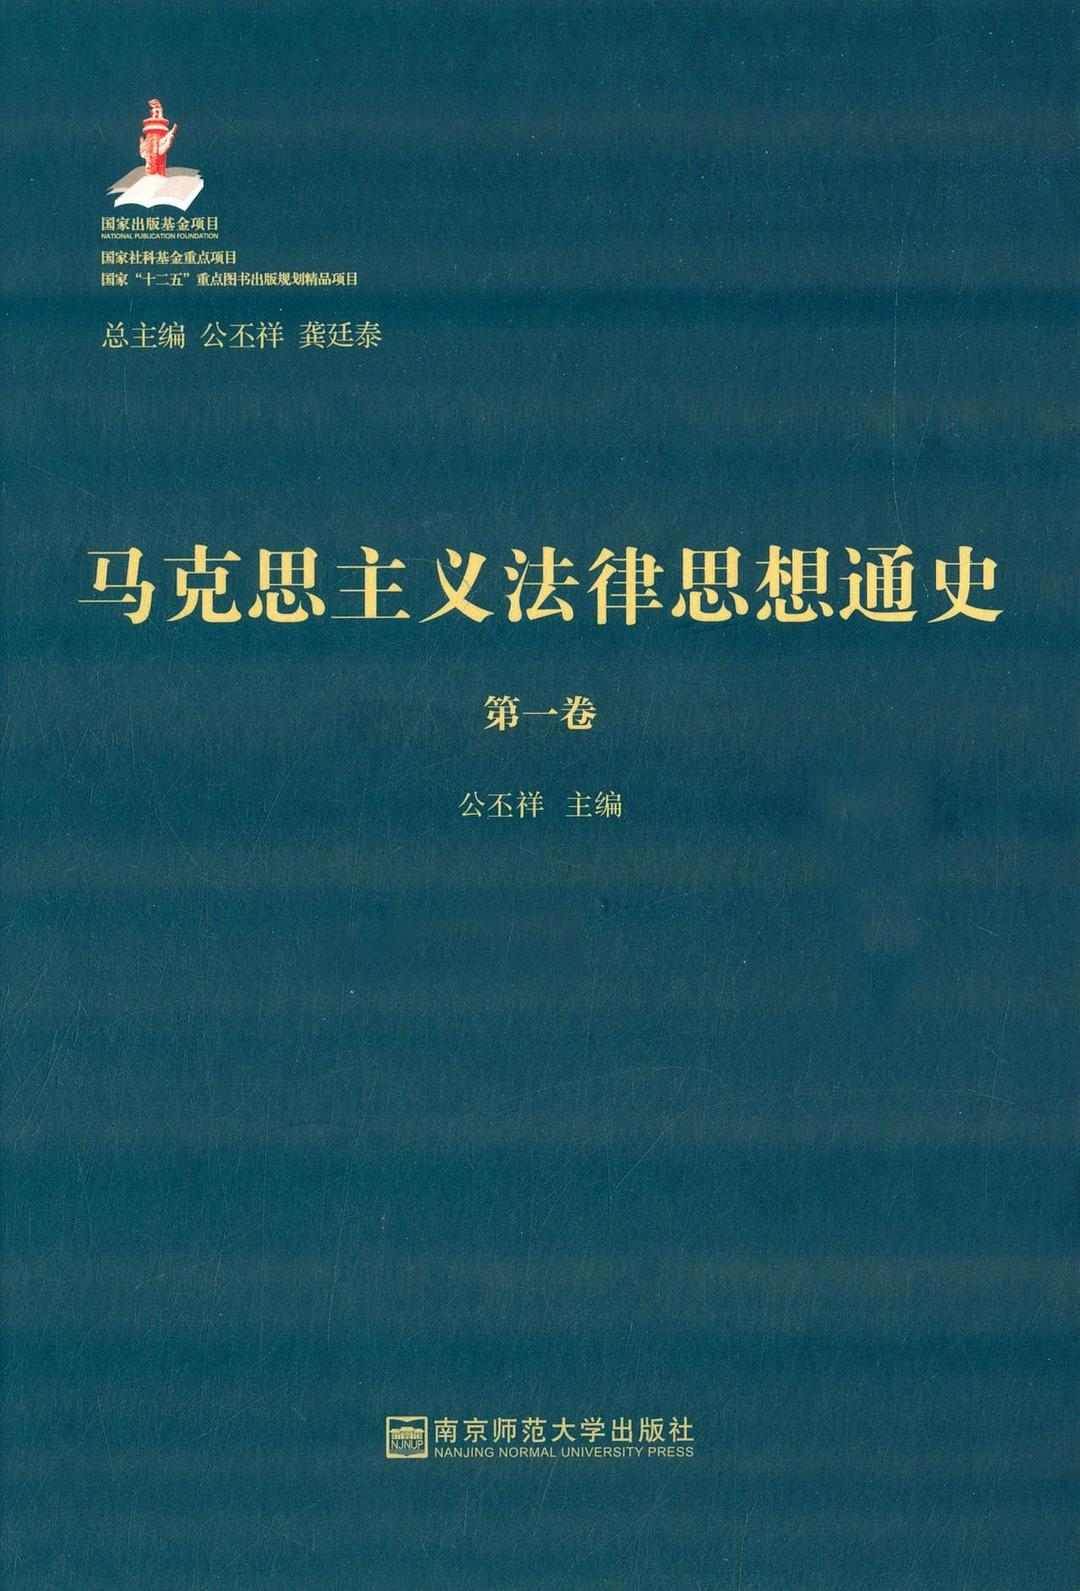 国家出版基金项目
NATIONAL PUBLICATION FOUNDATION
国家社科基金重点项目
国家“十二五”重点图书出版规划精品项目
总主编 公丕祥 龚廷泰
马克思主义法律思想通史
第一卷
公丕祥 主编
NJNUP
南京师范大学出版社
NANJING NORMAL UNIVERSITY PRESS